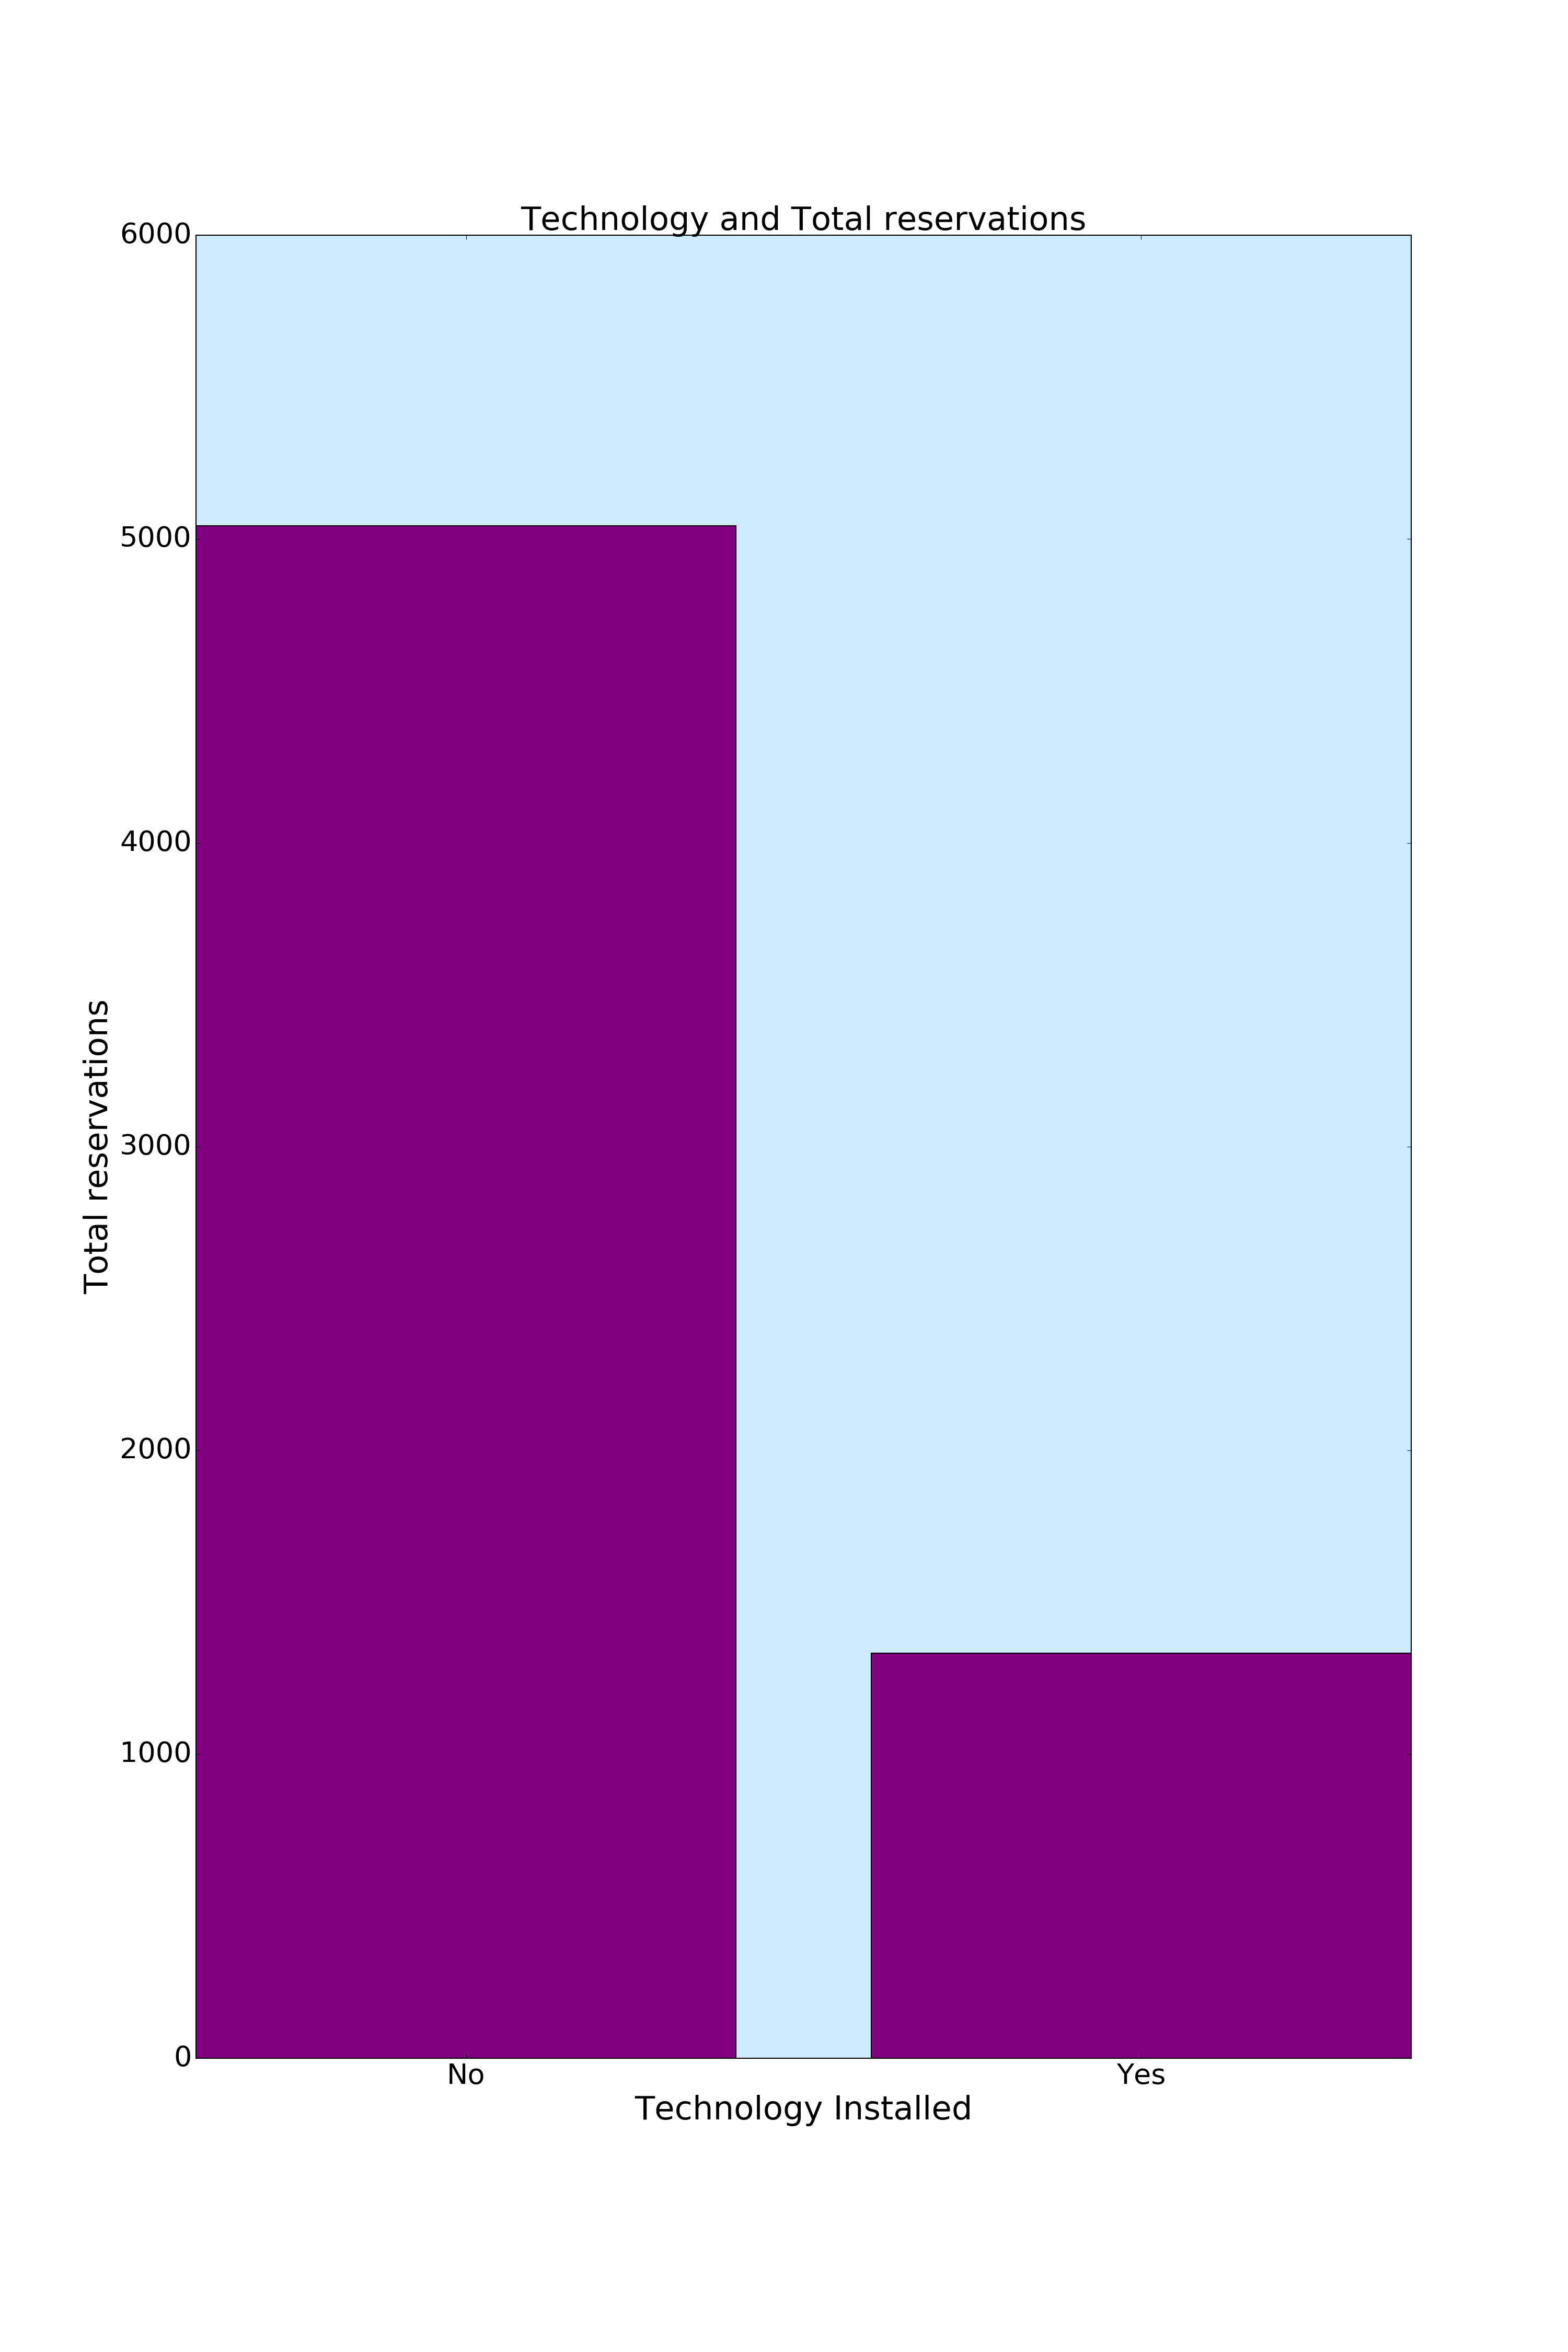 Technology and Total reservations
6000
5000
4000
3000
2000
1000
0
Total reservations
No Yes
Technology Installed